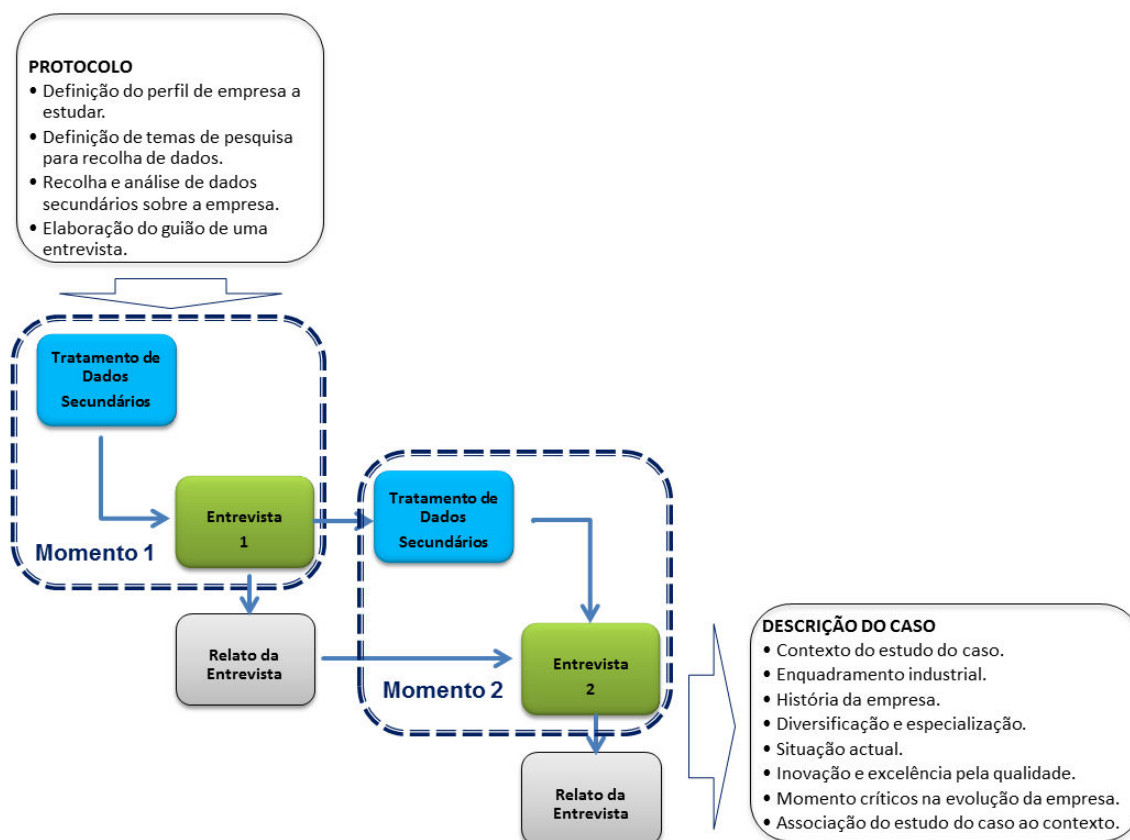 PROTOCOLO
• Definição do perfil de empresa a
estudar.
• Definição de temas de pesquisa
para recolha de dados.
• Recolha e análise de dados
secundários sobre a empresa.
• Elaboração do guião de uma
entrevista.
Tratamento de
Dados
Secundários
Entrevista
1
Momento 1
Relato da
Entrevista
Tratamento de
Dados
Secundários
Entrevista
2
Momento 2
Relato da
Entrevista
DESCRIÇÃO DO CASO
• Contexto do estudo do caso.
• Enquadramento industrial.
• História da empresa.
• Diversificação e especialização.
• Situação actual.
• Inovação e excelência pela qualidade.
• Momento críticos na evolução da empresa.
• Associação do estudo do caso ao contexto.